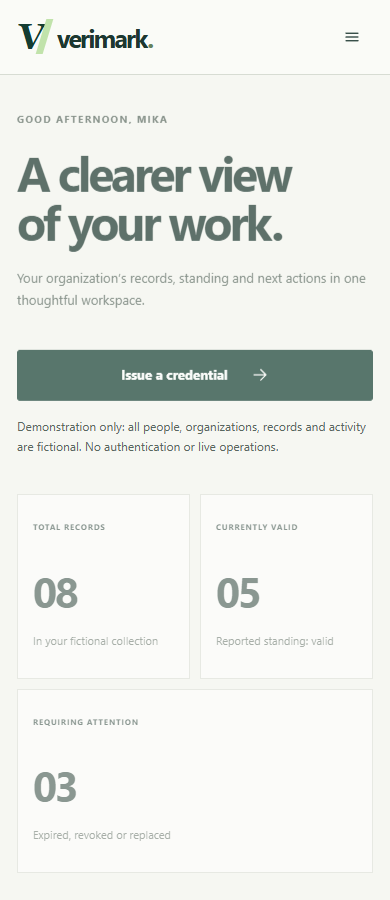 V verimark.
GOOD AFTERNOON, MIKA
A clearer view
of your work.
Your organization's records, standing and next actions in one
thoughtful workspace.
Issue a credential →
Demonstration only: all people, organizations, records and activity
are fictional. No authentication or live operations.
TOTAL RECORDS
08
In your fictional collection
CURRENTLY VALID
05
Reported standing: valid
REQUIRING ATTENTION
03
Expired, revoked or replaced